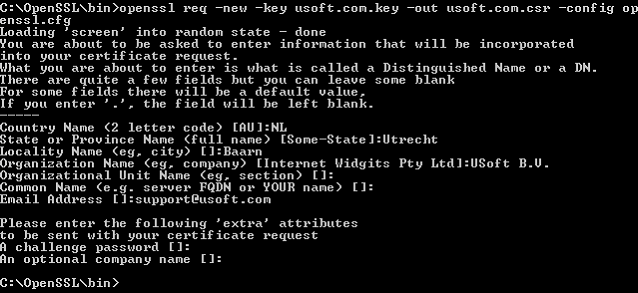 C:\OpenSSL\bin>openssl req -new -key usoft.com.key -out usoft.com.csr -config op
enssl.cfg
Loading 'screen' into random state - done
You are about to be asked to enter information that will be incorporated
into your certificate request.
What you are about to enter is what is called a Distinguished Name or a DN.
There are quite a few fields but you can leave some blank
For some fields there will be a default value,
If you enter '.', the field will be left blank.
-----
Country Name (2 letter code) [AU]:NL
State or Province Name (full name) [Some-State]:Utrecht
Locality Name (eg, city) []:Baarn
Organization Name (eg, company) [Internet Widgits Pty Ltd]:USoft B.V.
Organizational Unit Name (eg, section) []:
Common Name (e.g. server FQDN or YOUR name) []:
Email Address []:support@usoft.com
Please enter the following 'extra' attributes
to be sent with your certificate request
A challenge password []:
An optional company name []:
C:\OpenSSL\bin>